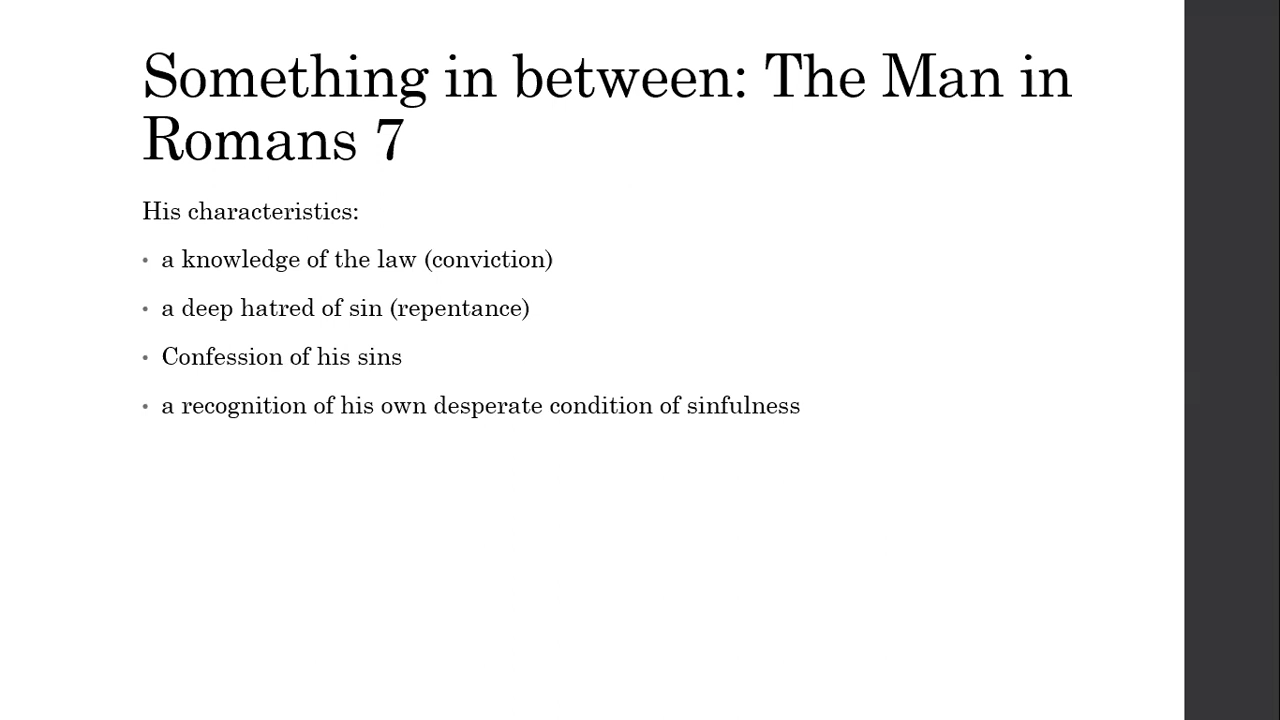 Something in between: The Man in
Romans 7
His characteristics:
• a knowledge of the law (conviction)
• a deep hatred of sin (repentance)
• Confession of his sins
• a recognition of his own desperate condition of sinfulness